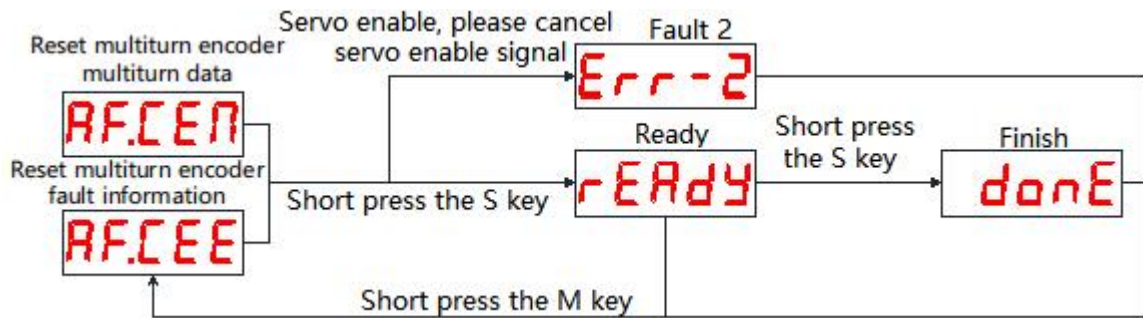 Servo enable, please cancel
servo enable signal
Fault 2
Err-2
Reset multiturn encoder
multiturn data
AF.CEM
Reset multiturn encoder
fault information
AF.CEE
Short press the S key
Ready
rEAdy
Short press
the S key
Finish
donE
Short press the M key